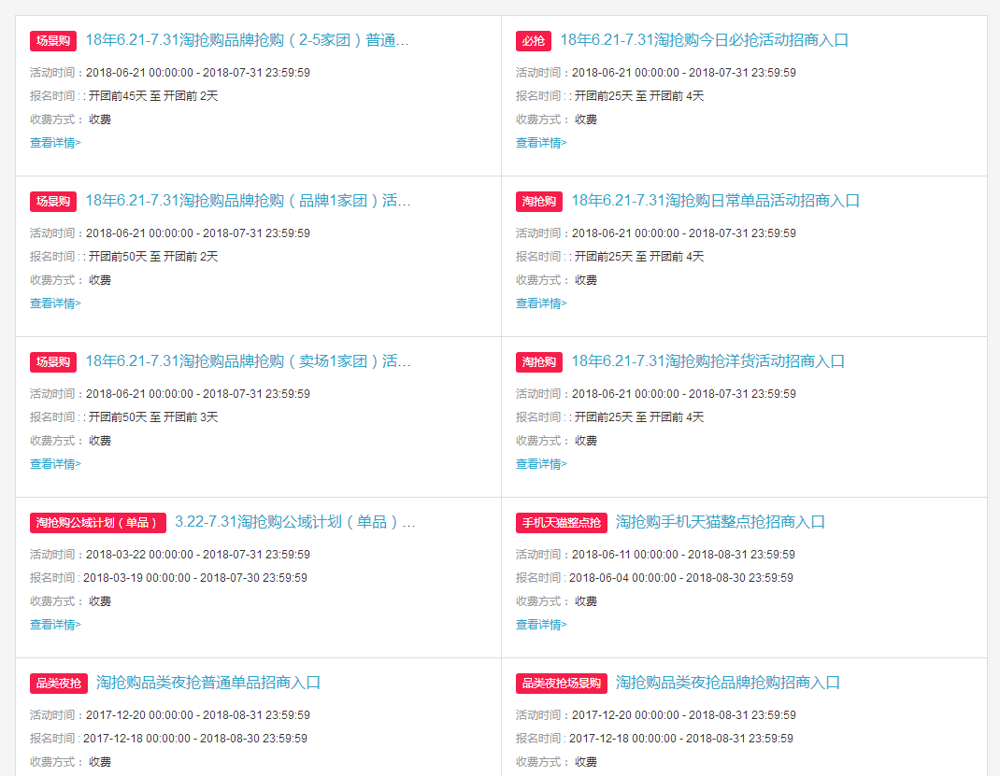 场景购 18年6.21-7.31淘抢购品牌抢购（2-5家团）普通…
活动时间：2018-06-21 00:00:00 - 2018-07-31 23:59:59
报名时间 : : 开团前45天 至 开团前 2天
收费方式： 收费
查看详情>
必抢 18年6.21-7.31淘抢购今日必抢活动招商入口
活动时间：2018-06-21 00:00:00 - 2018-07-31 23:59:59
报名时间 : : 开团前25天 至 开团前 4天
收费方式： 收费
查看详情>
场景购 18年6.21-7.31淘抢购品牌抢购（品牌1家团）活…
活动时间：2018-06-21 00:00:00 - 2018-07-31 23:59:59
报名时间 : : 开团前50天 至 开团前 2天
收费方式： 收费
查看详情>
淘抢购 18年6.21-7.31淘抢购日常单品活动招商入口
活动时间：2018-06-21 00:00:00 - 2018-07-31 23:59:59
报名时间 : : 开团前25天 至 开团前 4天
收费方式： 收费
查看详情>
场景购 18年6.21-7.31淘抢购品牌抢购（卖场1家团）活…
活动时间：2018-06-21 00:00:00 - 2018-07-31 23:59:59
报名时间 : : 开团前50天 至 开团前 3天
收费方式： 收费
查看详情>
淘抢购 18年6.21-7.31淘抢购抢洋货活动招商入口
活动时间：2018-06-21 00:00:00 - 2018-07-31 23:59:59
报名时间 : : 开团前25天 至 开团前 4天
收费方式： 收费
查看详情>
淘抢购公域计划（单品） 3.22-7.31淘抢购公域计划（单品）…
活动时间：2018-03-22 00:00:00 - 2018-07-31 23:59:59
报名时间 : 2018-03-19 00:00:00 - 2018-07-30 23:59:59
收费方式： 收费
查看详情>
手机天猫整点抢 淘抢购手机天猫整点抢招商入口
活动时间：2018-06-11 00:00:00 - 2018-08-31 23:59:59
报名时间 : 2018-06-04 00:00:00 - 2018-08-30 23:59:59
收费方式： 收费
查看详情>
品类夜抢 淘抢购品类夜抢普通单品招商入口
活动时间：2017-12-20 00:00:00 - 2018-08-31 23:59:59
报名时间 : 2017-12-18 00:00:00 - 2018-08-30 23:59:59
收费方式： 收费
品类夜抢场景购 淘抢购品类夜抢品牌抢购招商入口
活动时间：2017-12-20 00:00:00 - 2018-08-31 23:59:59
报名时间 : 2017-12-18 00:00:00 - 2018-08-31 23:59:59
收费方式： 收费